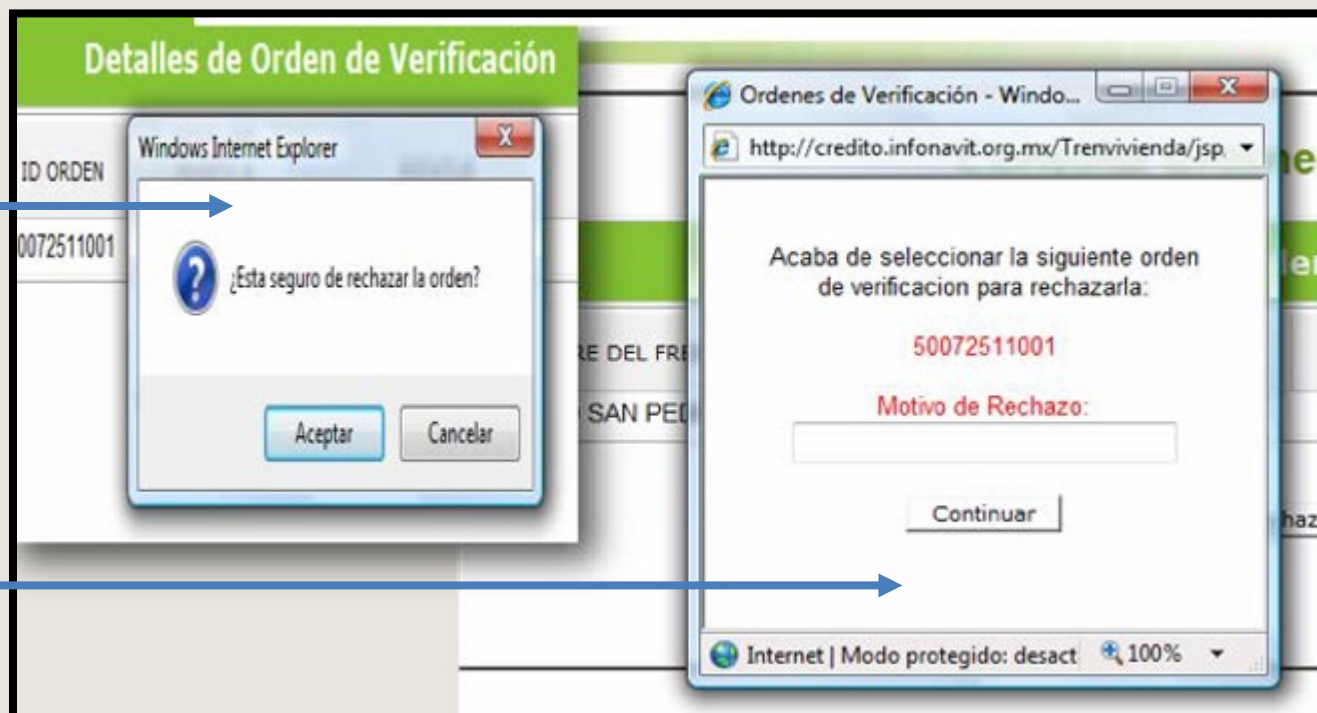 Detalles de Orden de Verificación
Windows Internet Explorer
ID ORDEN
0072511001
¿Esta seguro de rechazar la orden?
Aceptar
Cancelar
Ordenes de Verificación - Windo...
http://credito.infonavit.org.mx/Trenvivienda/jsp.
Acaba de seleccionar la siguiente orden
de verificacion para rechazarla:
50072511001
Motivo de Rechazo:
Continuar
Internet | Modo protegido: desact
100%
RE DEL FRE
SAN PED